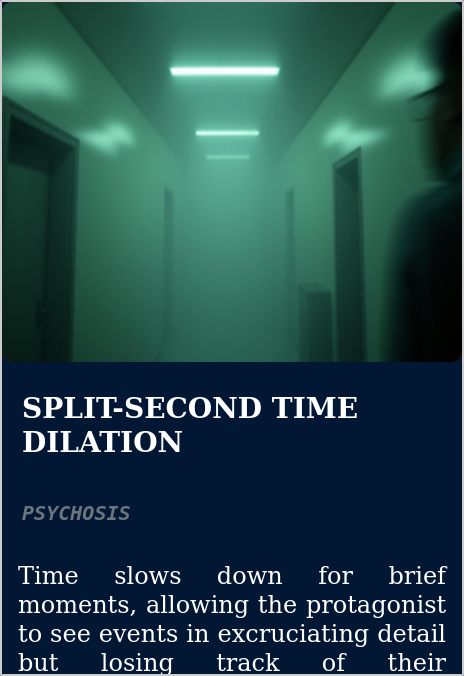 SPLIT-SECOND TIME
DILATION
PSYCHOSIS
Time slows down for brief
moments, allowing the protagonist
to see events in excruciating detail
but losing track of their